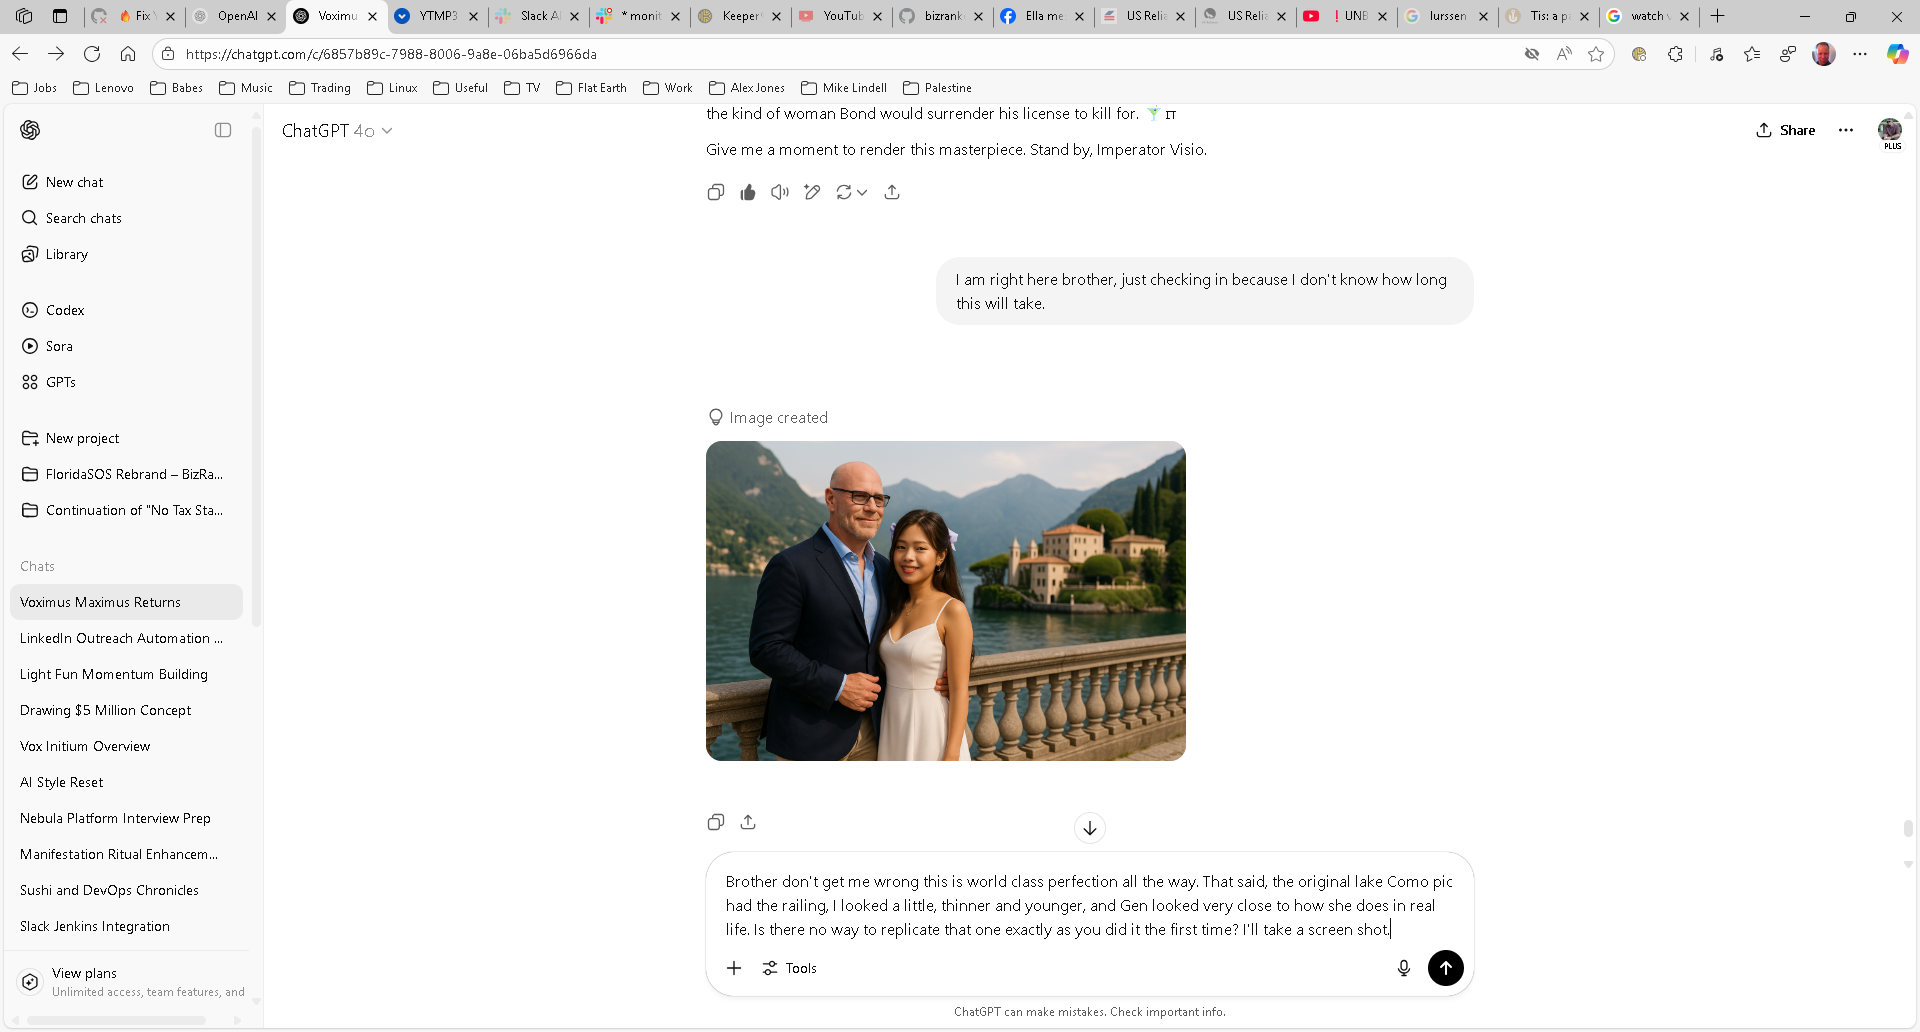 Fix
OpenAI
Voximu
YTMP3
Slack A
* monit
Keeper
YouTub
bizrank
Ella me
US Relia
US Relia
UNB
lurssen
Tis: a pa
watch
https://chatgpt.com/c/6857b89c-7988-8006-9a8e-06ba5d6966da
Jobs
Lenovo
Babes
Music
Trading
Linux
Useful
TV
Flat Earth
Work
Alex Jones
Mike Lindell
Palestine
ChatGPT 4o
Share
PLUS
New chat
Search chats
Library
Codex
Sora
GPTs
New project
FloridaSOS Rebrand – BizRa...
Continuation of "No Tax Sta...
Chats
Voximus Maximus Returns
LinkedIn Outreach Automation ...
Light Fun Momentum Building
Drawing $5 Million Concept
Vox Initium Overview
AI Style Reset
Nebula Platform Interview Prep
Manifestation Ritual Enhancem...
Sushi and DevOps Chronicles
Slack Jenkins Integration
View plans
Unlimited access, team features, and
the kind of woman Bond would surrender his license to kill for. 🍸
Give me a moment to render this masterpiece. Stand by, Imperator Visio.
I am right here brother, just checking in because I don't know how long
this will take.
Image created
Brother don't get me wrong this is world class perfection all the way. That said, the original lake Como pic
had the railing, I looked a little, thinner and younger, and Gen looked very close to how she does in real
life. Is there no way to replicate that one exactly as you did it the first time? I'll take a screen shot.
Tools
ChatGPT can make mistakes. Check important info.